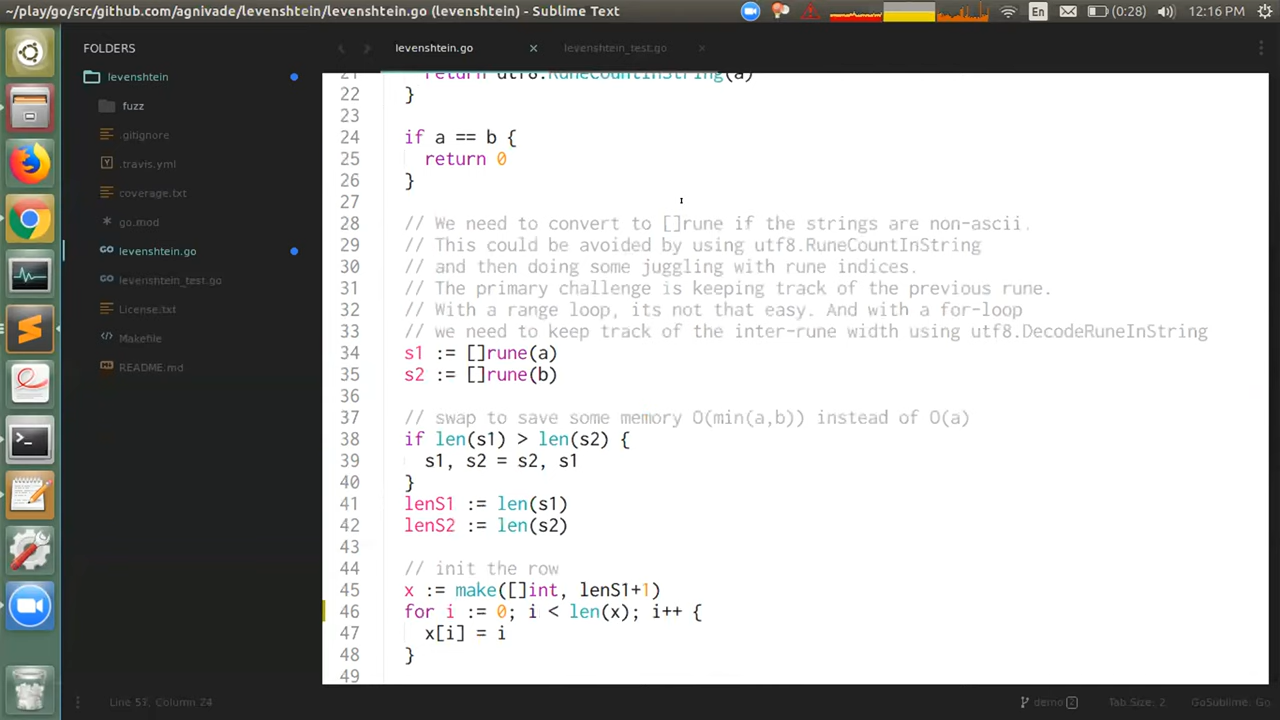 ~/play/go/src/github.com/agnivade/levenshtein/levenshtein.go (levenshtein) - Sublime Text
En
(0:28)
12:16 PM
FOLDERS
levenshtein
fuzz
.gitignore
.travis.yml
coverage.txt
go.mod
levenshtein.go
levenshtein_test.go
License.txt
Makefile
README.md
levenshtein.go
levenshtein_test.go
21 return utf8.RuneCountInString(a)
22 }
23
24 if a == b {
25 return 0
26 }
27
28 // We need to convert to []rune if the strings are non-ascii.
29 // This could be avoided by using utf8.RuneCountInString
30 // and then doing some juggling with rune indices.
31 // The primary challenge is keeping track of the previous rune.
32 // With a range loop, its not that easy. And with a for-loop
33 // we need to keep track of the inter-rune width using utf8.DecodeRuneInString
34 s1 := []rune(a)
35 s2 := []rune(b)
36
37 // swap to save some memory O(min(a,b)) instead of O(a)
38 if len(s1) > len(s2) {
39 s1, s2 = s2, s1
40 }
41 lenS1 := len(s1)
42 lenS2 := len(s2)
43
44 // init the row
45 x := make([]int, lenS1+1)
46 for i := 0; i < len(x); i++ {
47 x[i] = i
48 }
49
Line 57, Column 24
demo 2
Tab Size: 2
GoSublime: Go